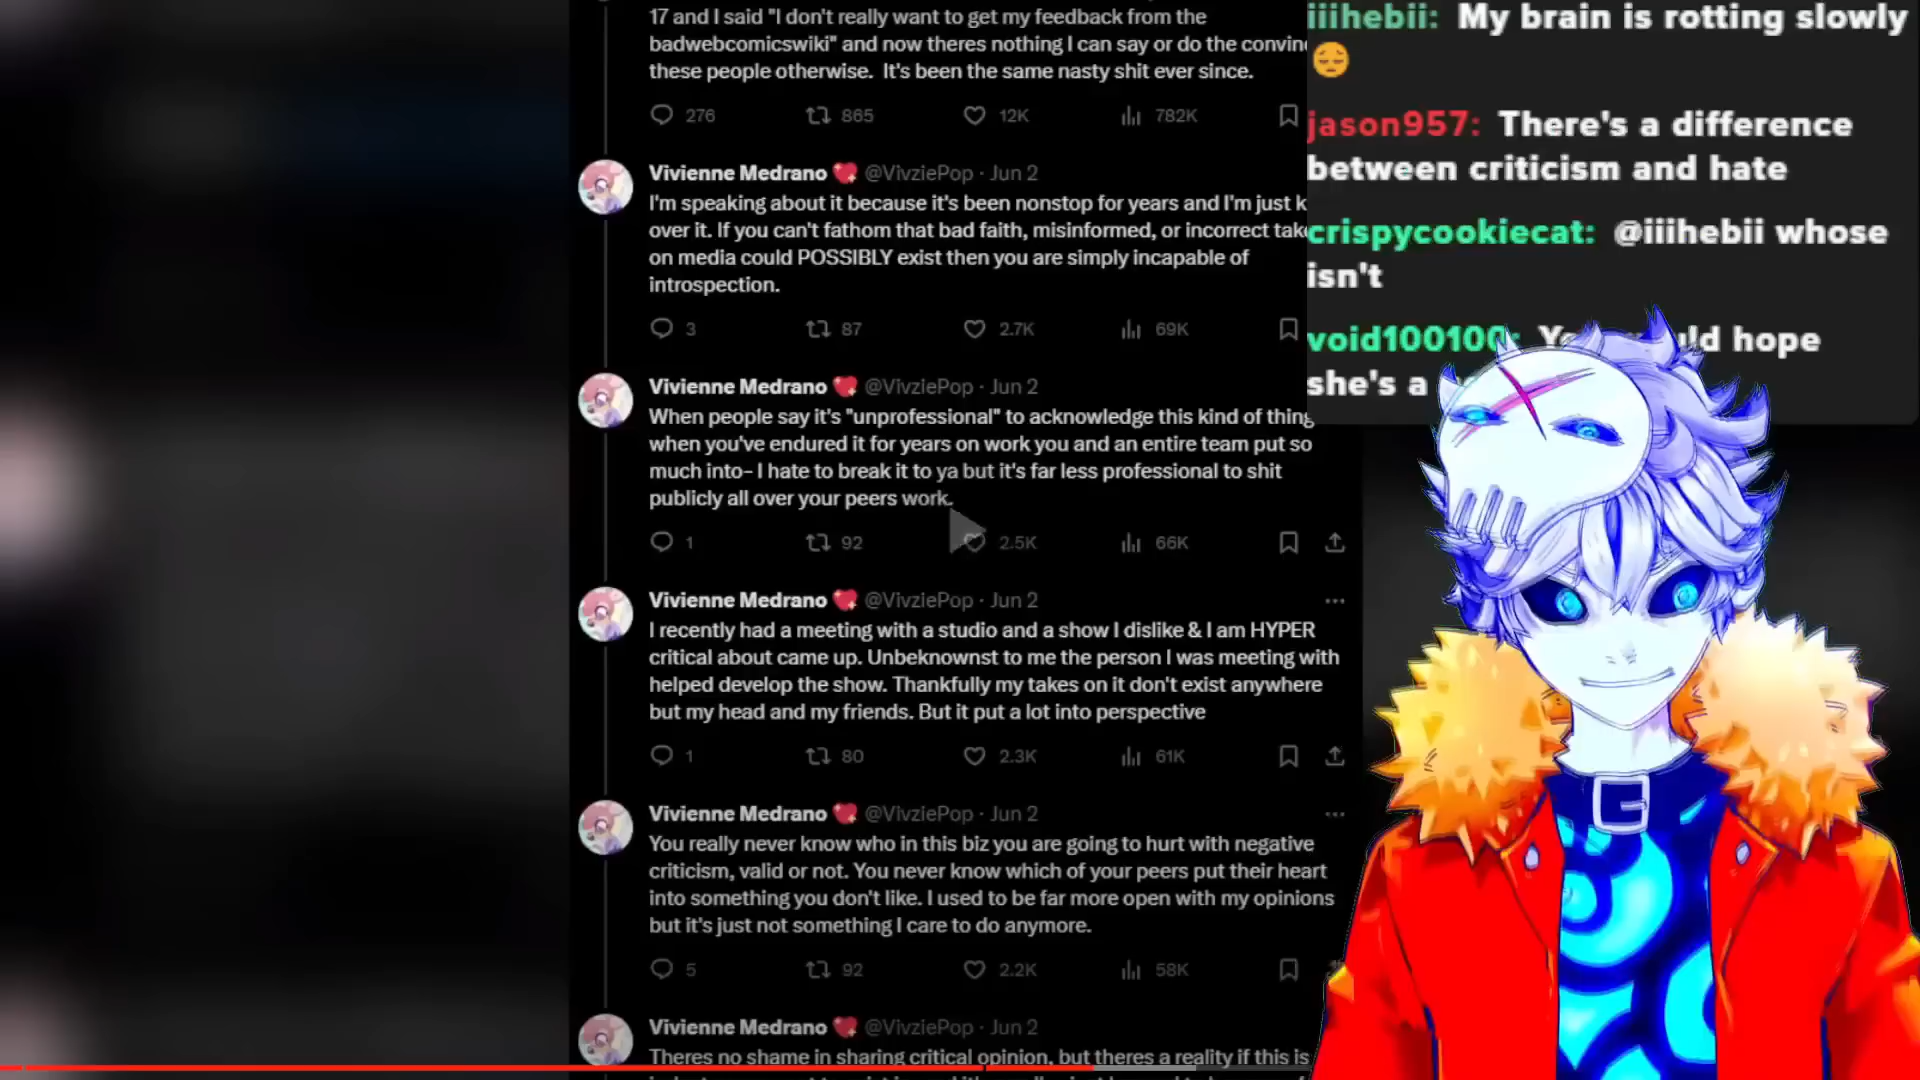 17 and I said "I don't really want to get my feedback from the
badwebcomicswiki" and now theres nothing I can say or do the
these people otherwise.  It's been the same nasty shit ever since.
276 865 12K 782K
Vivienne Medrano @VivziePop · Jun 2
I'm speaking about it because it's been nonstop for years and I'm just
over it. If you can't fathom that bad faith, misinformed, or incorrect
on media could POSSIBLY exist then you are simply incapable of
introspection.
3 87 2.7K 69K
Vivienne Medrano @VivziePop · Jun 2
When people say it's "unprofessional" to acknowledge this kind of thing
when you've endured it for years on work you and an entire team put so
much into- I hate to break it to ya but it's far less professional to shit
publicly all over your peers work.
1 92 2.5K 66K
Vivienne Medrano @VivziePop · Jun 2
I recently had a meeting with a studio and a show I dislike & I am HYPER
critical about came up. Unbeknownst to me the person I was meeting with
helped develop the show. Thankfully my takes on it don't exist anywhere
but my head and my friends. But it put a lot into perspective
1 80 2.3K 61K
Vivienne Medrano @VivziePop · Jun 2
You really never know who in this biz you are going to hurt with negative
criticism, valid or not. You never know which of your peers put their heart
into something you don't like. I used to be far more open with my opinions
but it's just not something I care to do anymore.
5 92 2.2K 58K
Vivienne Medrano @VivziePop · Jun 2
Theres no shame in sharing critical opinion, but theres a reality if this is
iiihebii: My brain is rotting slowly
😔
jason957: There's a difference
between criticism and hate
crispycookiecat: @iiihebii whose
isn't
void100100: hope
she's a